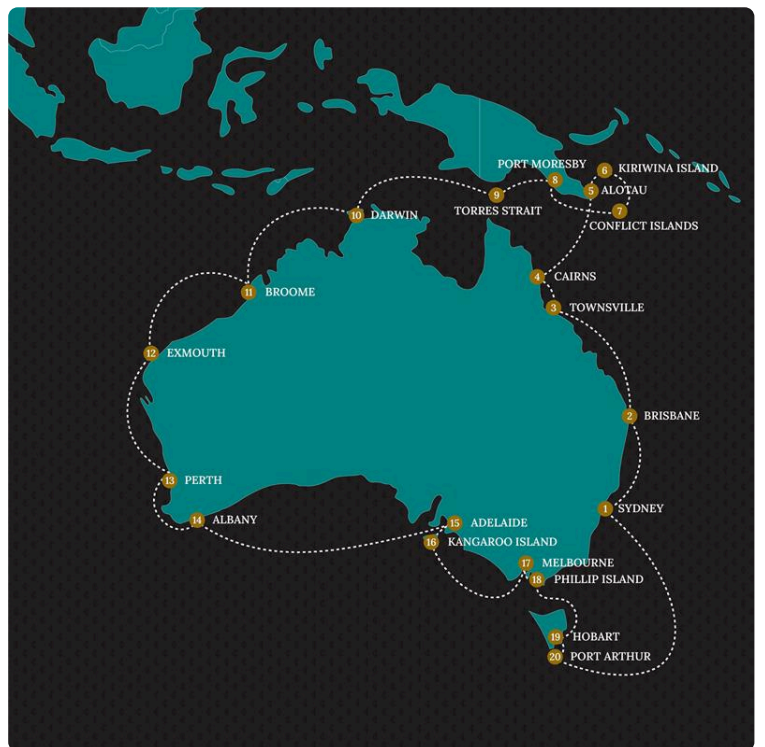 PORT MORESBY
8
6 KIRIWINA ISLAND
5 ALOTAU
9
TORRES STRAIT
7
CONFLICT ISLANDS
10 DARWIN
4 CAIRNS
11 BROOME
3 TOWNSVILLE
12 EXMOUTH
2 BRISBANE
13 PERTH
1 SYDNEY
14 ALBANY
15 ADELAIDE
16 KANGAROO ISLAND
17 MELBOURNE
18 PHILLIP ISLAND
19 HOBART
20 PORT ARTHUR